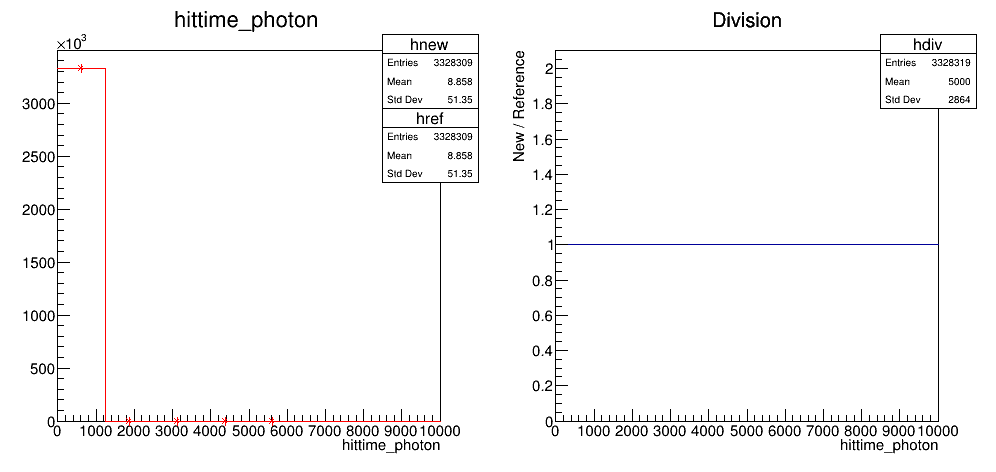 hittime_photon
×10³
hnew
Entries 3328309
Mean 8.858
Std Dev 51.35
href
Entries 3328309
Mean 8.858
Std Dev 51.35
3000
2500
2000
1500
1000
500
0
0 1000 2000 3000 4000 5000 6000 7000 8000 9000 10000
hittime_photon
Division
hdiv
Entries 3328319
Mean 5000
Std Dev 2864
New / Reference
2
1.8
1.6
1.4
1.2
1
0.8
0.6
0.4
0.2
0
0 1000 2000 3000 4000 5000 6000 7000 8000 9000 10000
hittime_photon